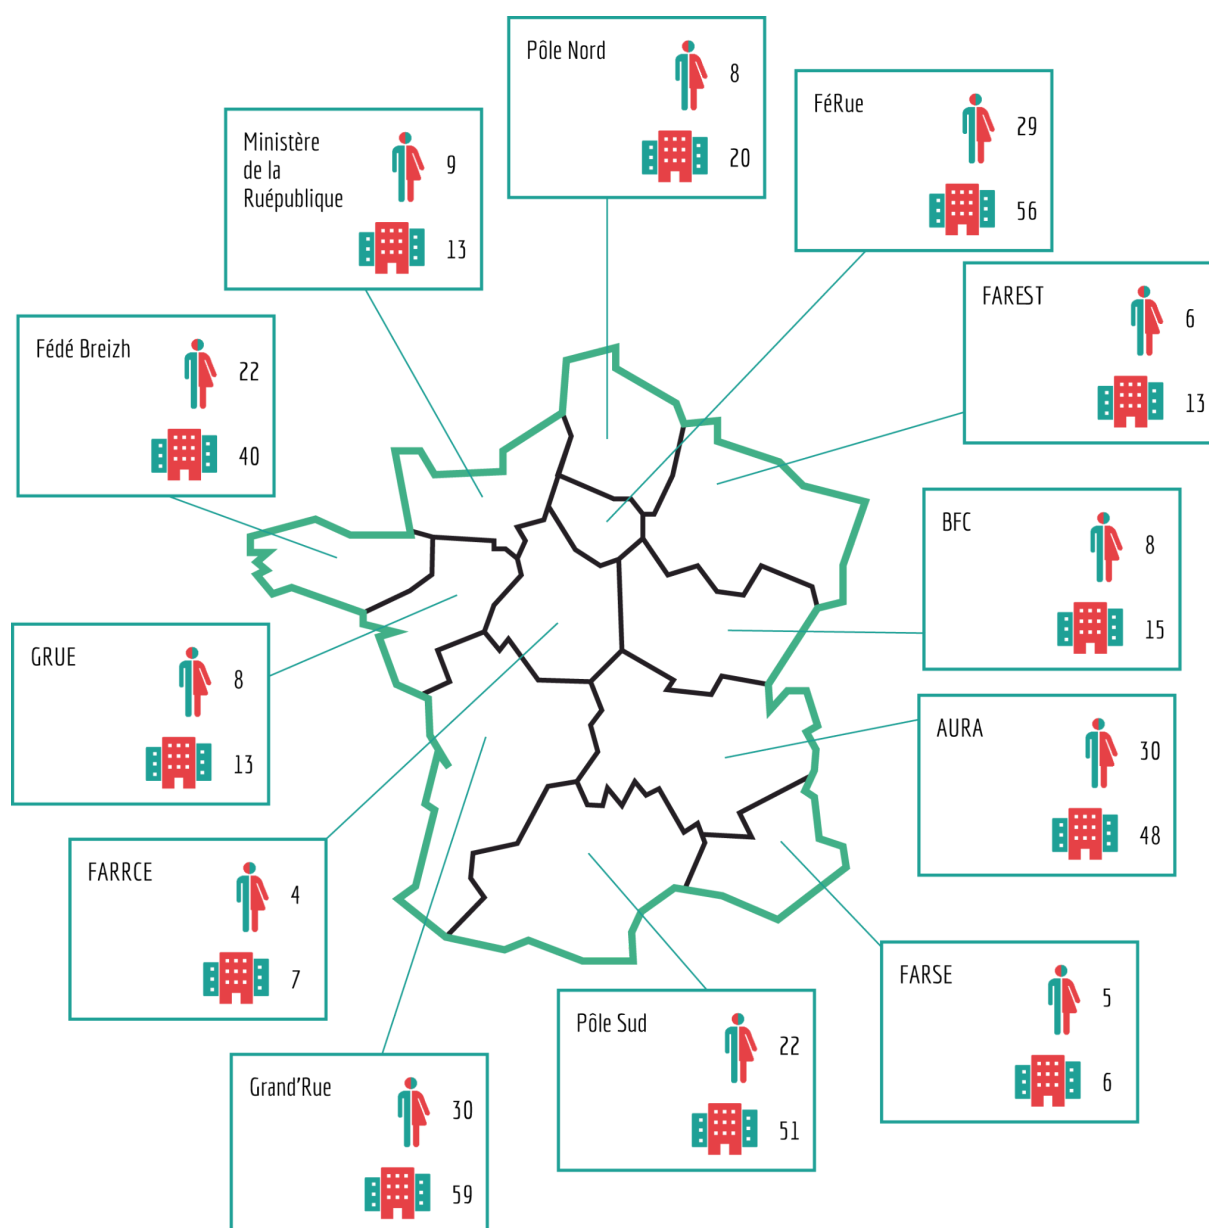 Pôle Nord
8
20
FéRue
29
56
Ministère
de la
Ruépublique
9
13
FAREST
6
13
Fédé Breizh
22
40
BFC
8
15
GRUE
8
13
AURA
30
48
FARRCE
4
7
FARSE
5
6
Pôle Sud
22
51
Grand'Rue
30
59